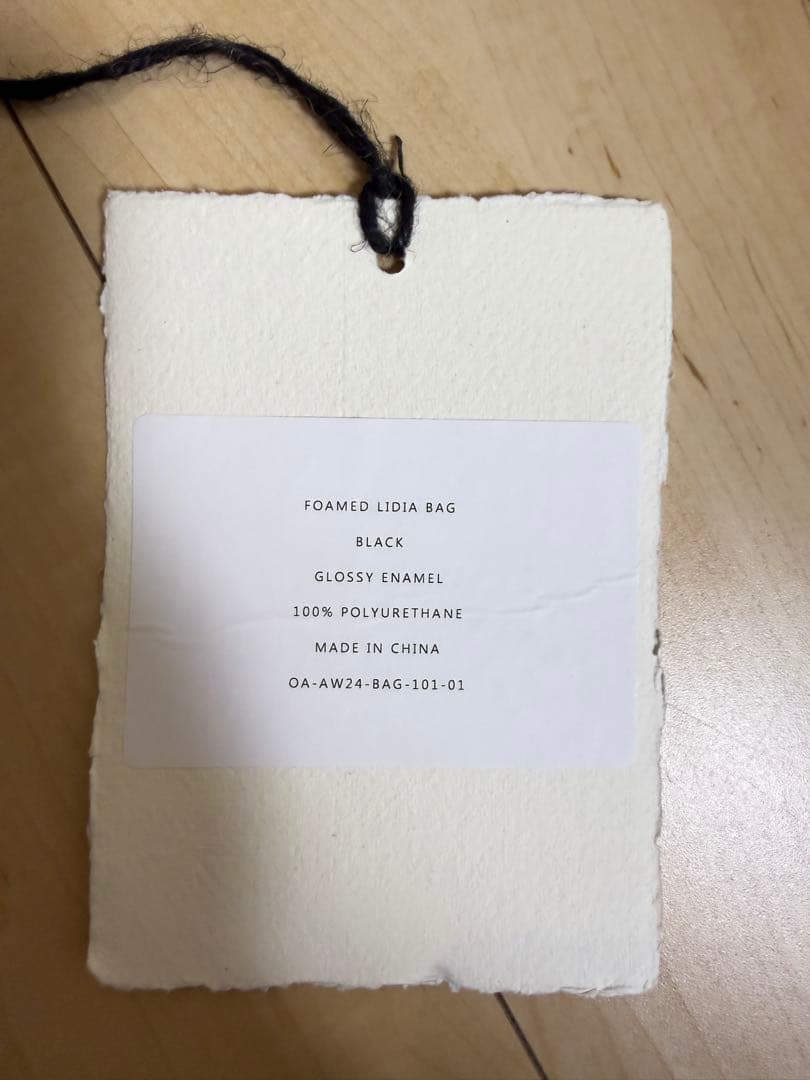 FOAMED LIDIA BAG
BLACK
GLOSSY ENAMEL
100% POLYURETHANE
MADE IN CHINA
OA-AW24-BAG-101-01